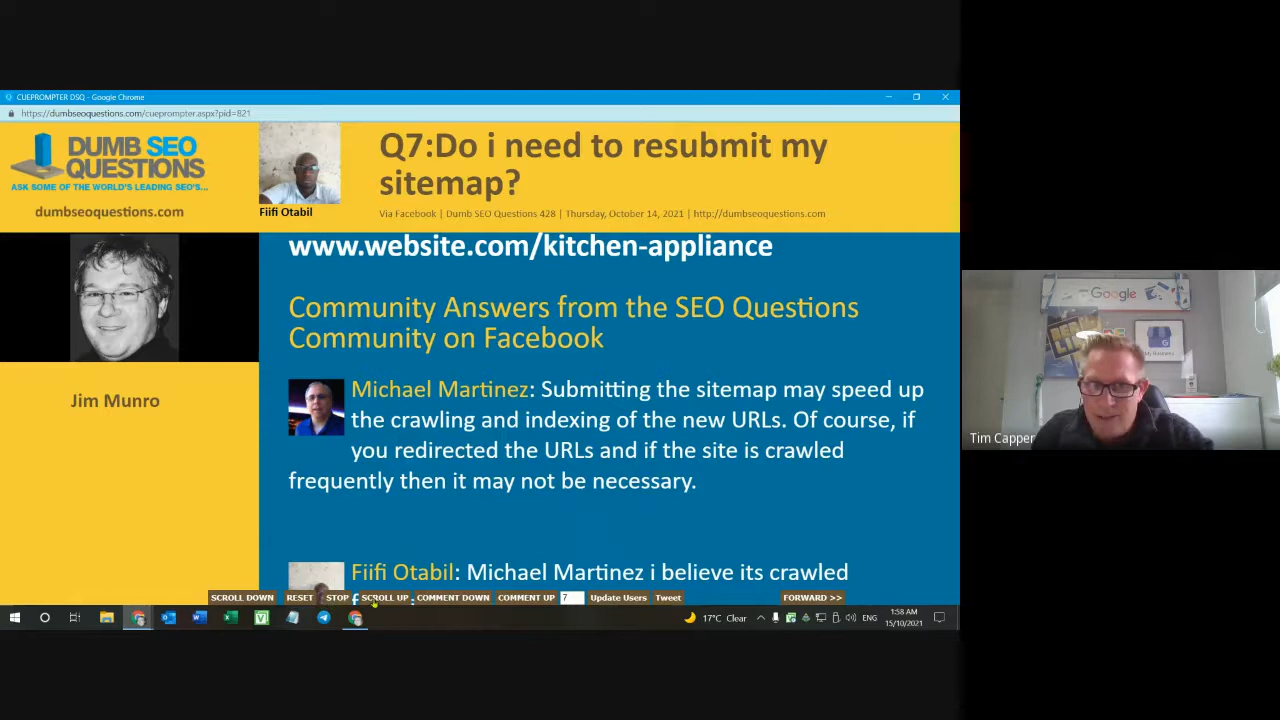 CUEPROMPTER DSQ - Google Chrome
https://dumbseoquestions.com/cueprompter.aspx?pid=821
DUMB SEO
QUESTIONS
ASK SOME OF THE WORLD'S LEADING SEO'S...
dumbseoquestions.com
Fiifi Otabil
Q7:Do i need to resubmit my
sitemap?
Via Facebook | Dumb SEO Questions 428 | Thursday, October 14, 2021 | http://dumbseoquestions.com
Jim Munro
www.website.com/kitchen-appliance
Community Answers from the SEO Questions
Community on Facebook
Michael Martinez: Submitting the sitemap may speed up
the crawling and indexing of the new URLs. Of course, if
you redirected the URLs and if the site is crawled
frequently then it may not be necessary.
Fiifi Otabil: Michael Martinez i believe its crawled
SCROLL DOWN RESET STOP SCROLL UP COMMENT DOWN COMMENT UP 7 Update Users Tweet FORWARD >>
17°C Clear ENG
1:58 AM
15/10/2021
Google
Tim Capper